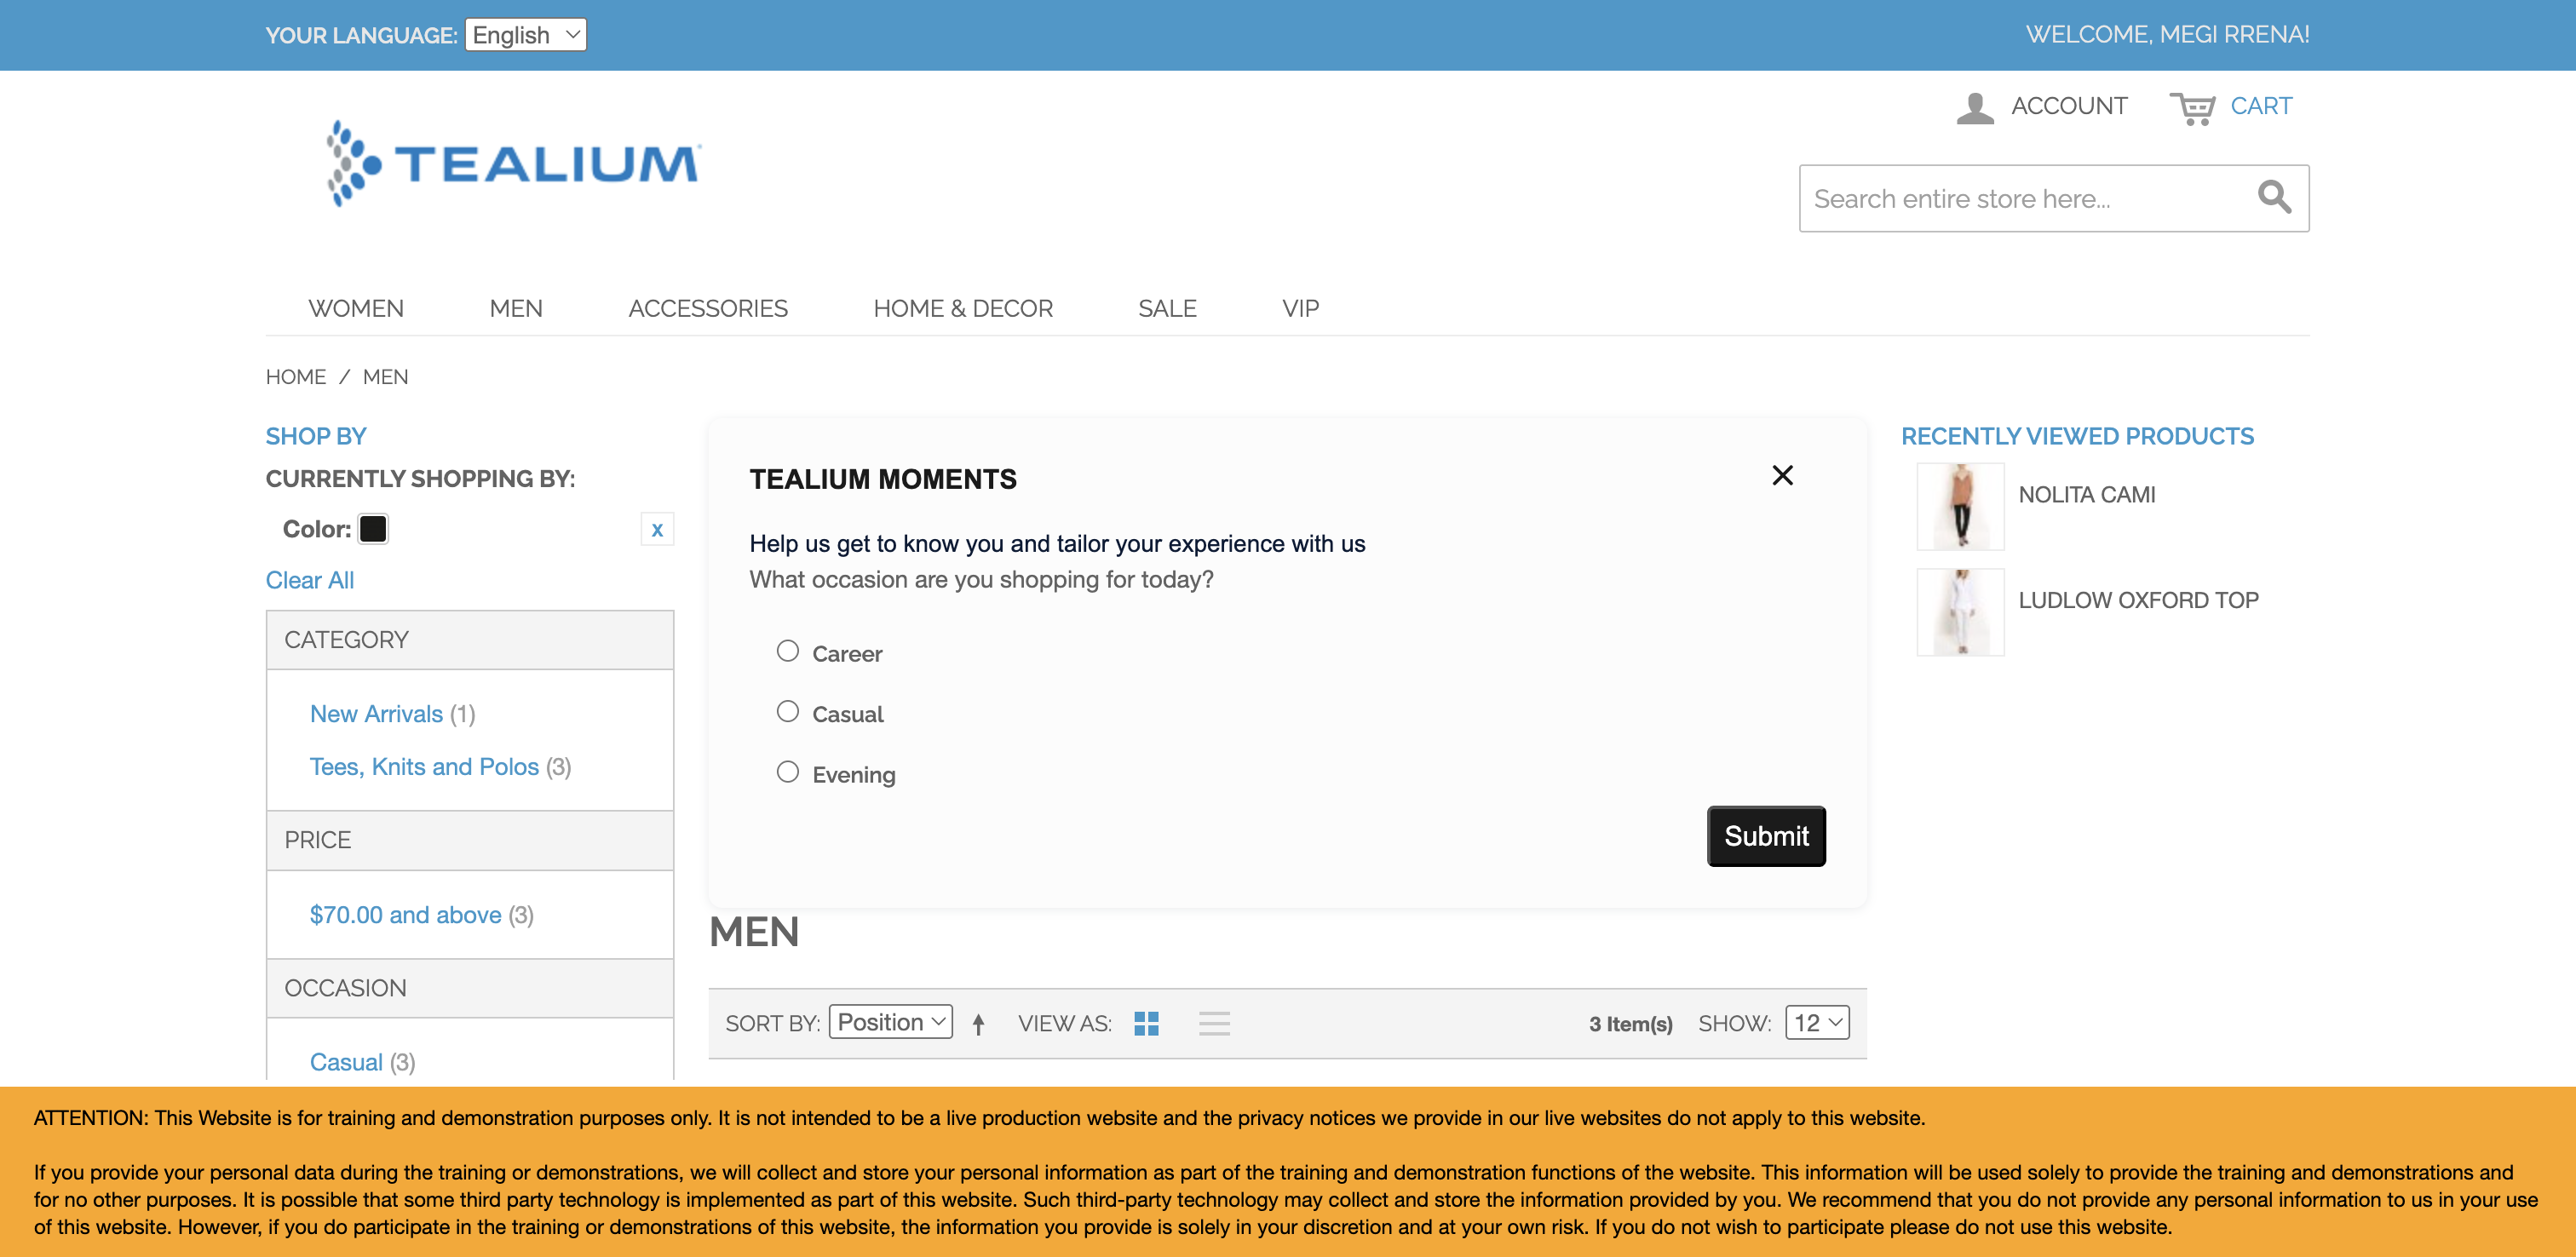 YOUR LANGUAGE: English
WELCOME, MEGI RRENA!
ACCOUNT
CART
TEALIUM
Search entire store here...
WOMEN MEN ACCESSORIES HOME & DECOR SALE VIP
HOME / MEN
SHOP BY
CURRENTLY SHOPPING BY:
Color:
x
Clear All
CATEGORY
New Arrivals (1)
Tees, Knits and Polos (3)
PRICE
$70.00 and above (3)
OCCASION
Casual (3)
TEALIUM MOMENTS
Help us get to know you and tailor your experience with us
What occasion are you shopping for today?
Career
Casual
Evening
Submit
MEN
SORT BY: Position VIEW AS: 3 Item(s) SHOW: 12
RECENTLY VIEWED PRODUCTS
NOLITA CAMI
LUDLOW OXFORD TOP
ATTENTION: This Website is for training and demonstration purposes only. It is not intended to be a live production website and the privacy notices we provide in our live websites do not apply to this website.
If you provide your personal data during the training or demonstrations, we will collect and store your personal information as part of the training and demonstration functions of the website. This information will be used solely to provide the training and demonstrations and
for no other purposes. It is possible that some third party technology is implemented as part of this website. Such third-party technology may collect and store the information provided by you. We recommend that you do not provide any personal information to us in your use
of this website. However, if you do participate in the training or demonstrations of this website, the information you provide is solely in your discretion and at your own risk. If you do not wish to participate please do not use this website.